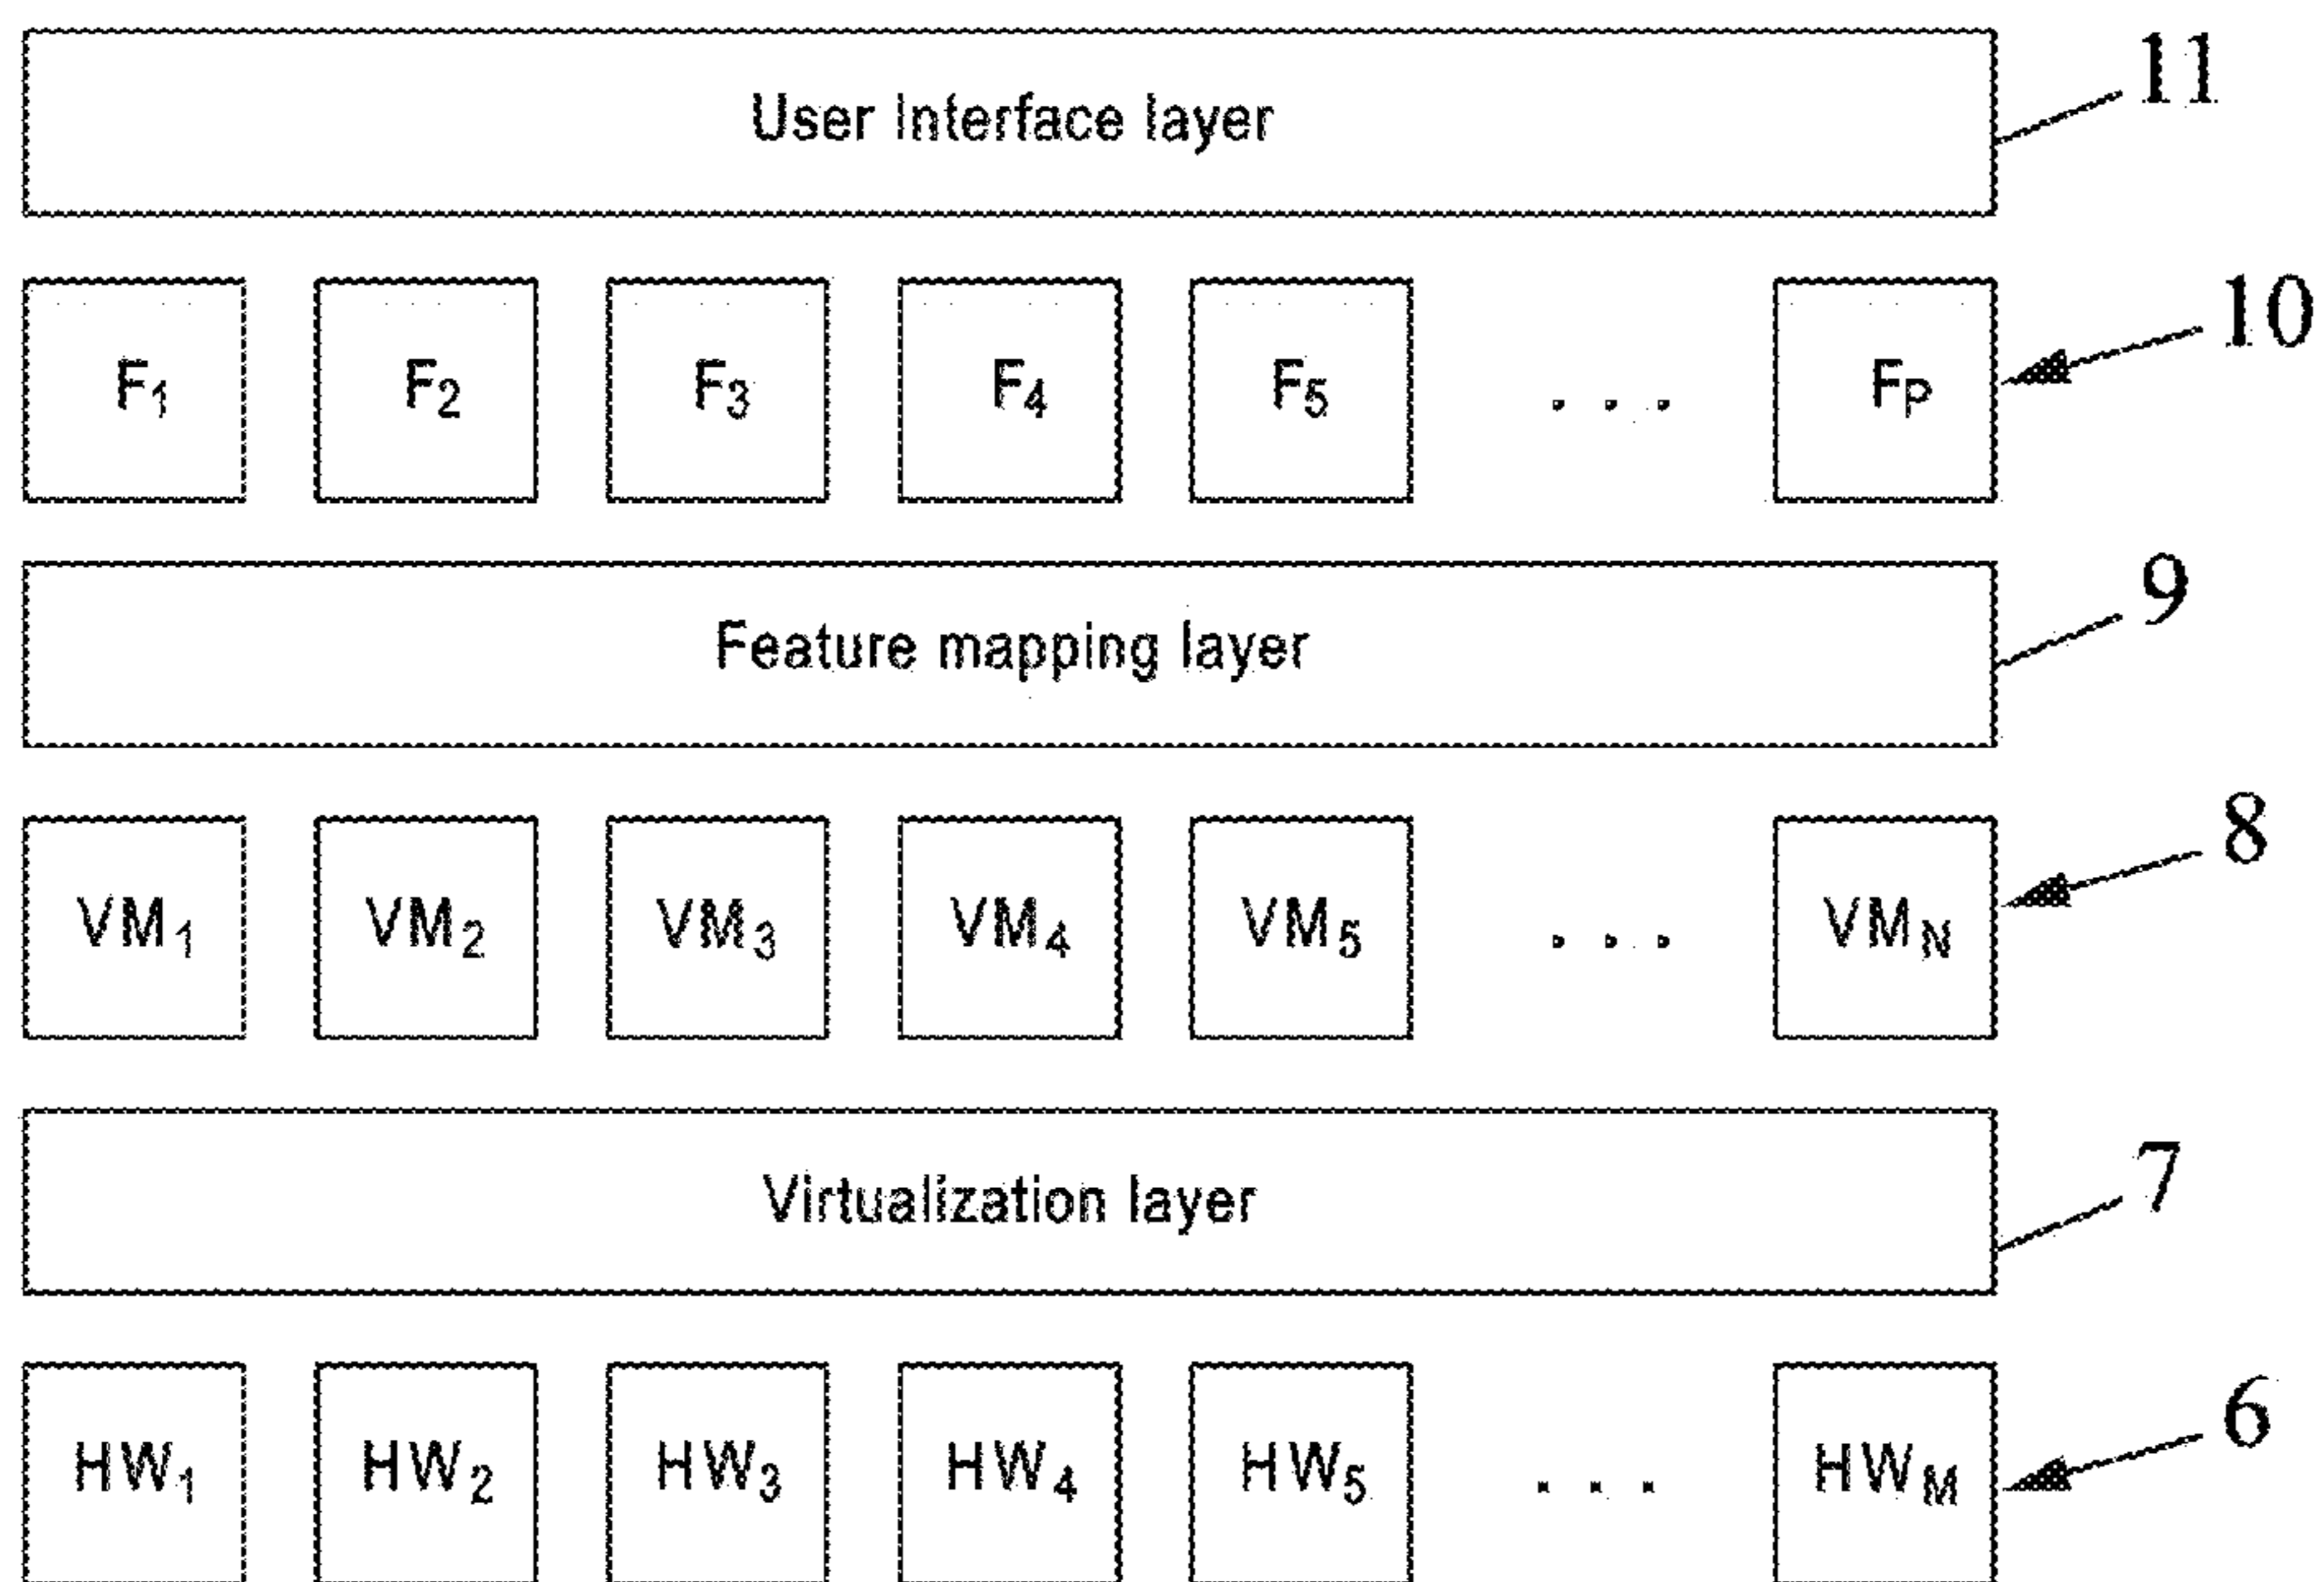 User Interface layer 11
F1 F2 F3 F4 F5 ... FP 10
Feature mapping layer 9
VM1 VM2 VM3 VM4 VM5 ... VMN 8
Virtualization layer 7
HW1 HW2 HW3 HW4 HW5 ... HWM 6